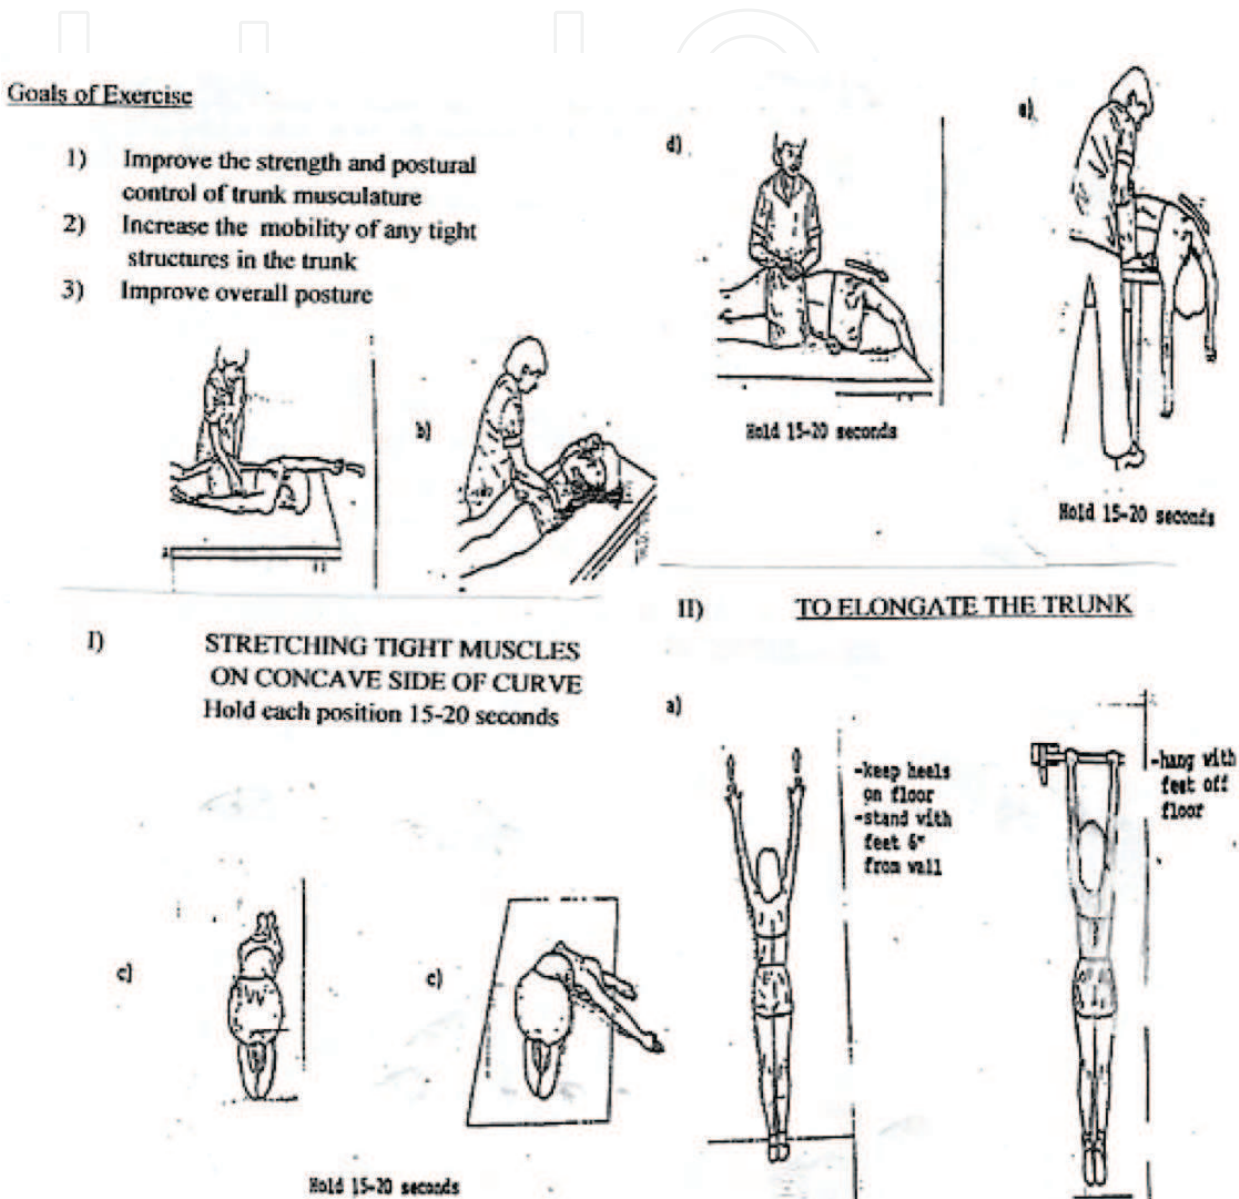 Goals of Exercise
1) Improve the strength and postural
control of trunk musculature
2) Increase the mobility of any tight
structures in the trunk
3) Improve overall posture
b)
I) STRETCHING TIGHT MUSCLES
ON CONCAVE SIDE OF CURVE
Hold each position 15-20 seconds
c)
c)
Hold 15-20 seconds
d)
Hold 15-20 seconds
e)
Hold 15-20 seconds
II) TO ELONGATE THE TRUNK
a)
-keep heels
on floor
-stand with
feet 6"
from wall
-hang with
feet off
floor